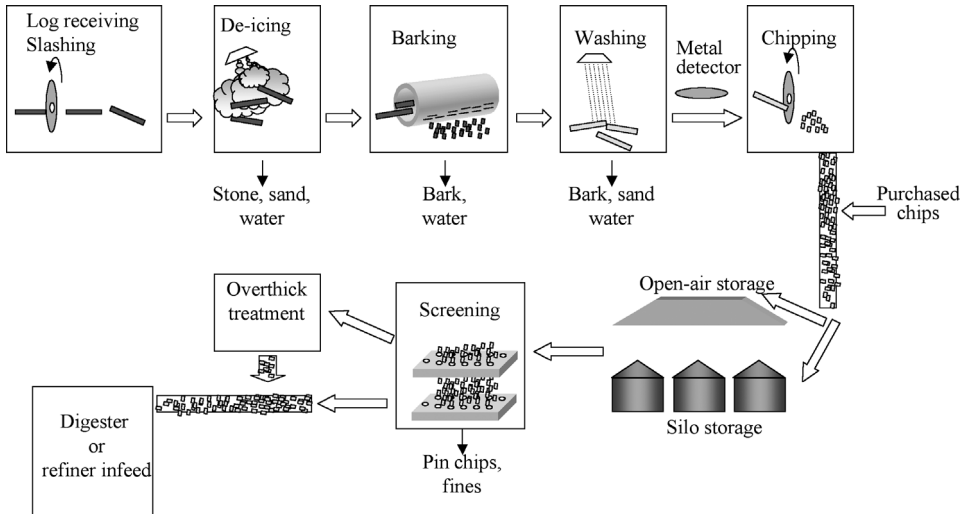 Log receiving
Slashing
De-icing
Barking
Washing
Metal
detector
Chipping
Stone, sand,
water
Bark,
water
Bark, sand
water
Purchased
chips
Open-air storage
Silo storage
Screening
Overthick
treatment
Pin chips,
fines
Digester
or
refiner infeed